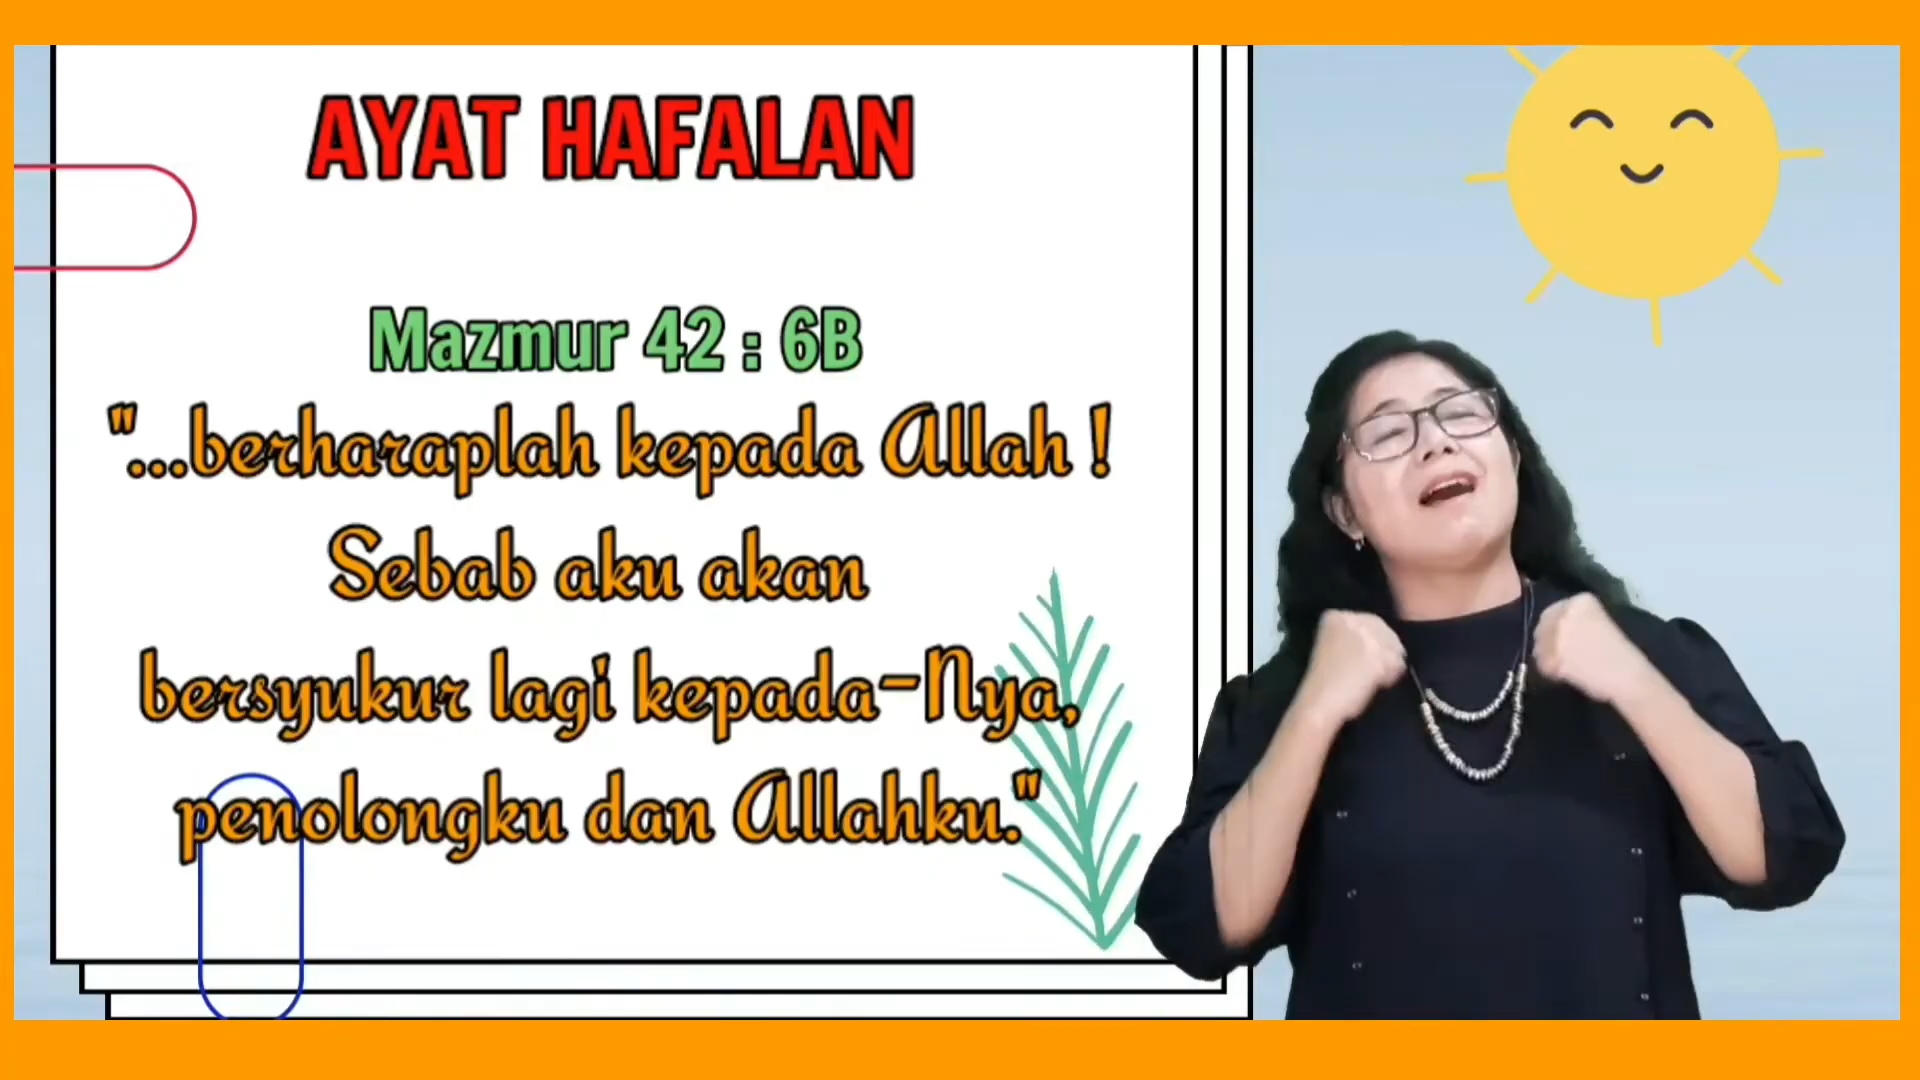 AYAT HAFALAN
Mazmur 42 : 6B
"...berharaplah kepada Allah !
Sebab aku akan
bersyukur lagi kepada-Nya,
penolongku dan Allahku."